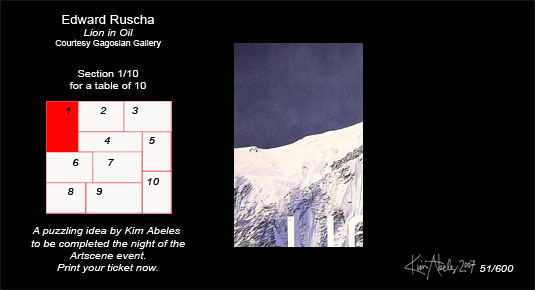 Edward Ruscha
Lion in Oil
Courtesy Gagosian Gallery
Section 1/10
for a table of 10
1 2 3
4 5
6 7
8 9 10
A puzzling idea by Kim Abeles
to be completed the night of the
Artscene event.
Print your ticket now.
Kim Abeles 2007 51/600